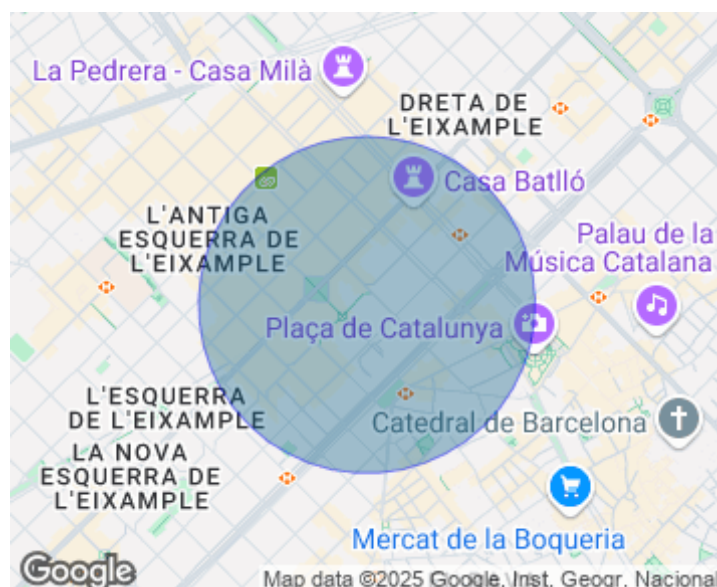 La Pedrera - Casa Milà
DRETA DE
L'EIXAMPLE
Casa Batlló
L'ANTIGA
ESQUERRA DE
L'EIXAMPLE
Palau de la
Música Catalana
Plaça de Catalunya
L'ESQUERRA
DE L'EIXAMPLE
Catedral de Barcelona
LA NOVA
ESQUERRA DE
L'EIXAMPLE
Mercat de la Boqueria
Google
Map data ©2025 Google, Inst. Geogr. Nacional